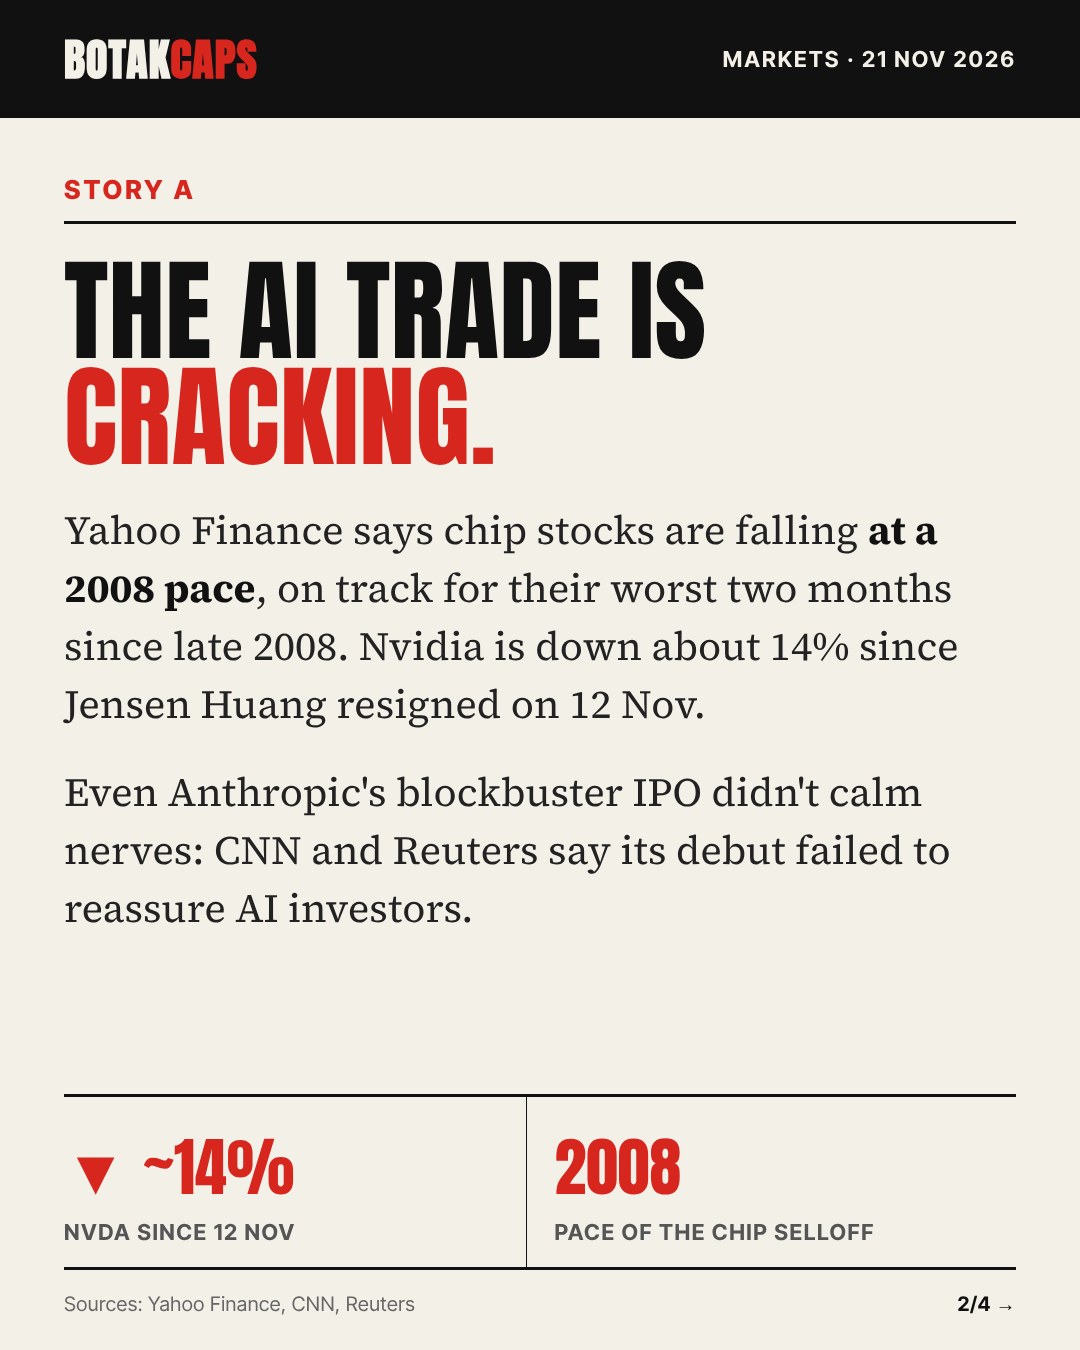 BOTAKCAPS
MARKETS · 21 NOV 2026
STORY A
THE AI TRADE IS
CRACKING.
Yahoo Finance says chip stocks are falling at a
2008 pace, on track for their worst two months
since late 2008. Nvidia is down about 14% since
Jensen Huang resigned on 12 Nov.
Even Anthropic's blockbuster IPO didn't calm
nerves: CNN and Reuters say its debut failed to
reassure AI investors.
▼ ~14%
NVDA SINCE 12 NOV
2008
PACE OF THE CHIP SELLOFF
Sources: Yahoo Finance, CNN, Reuters
2/4 →